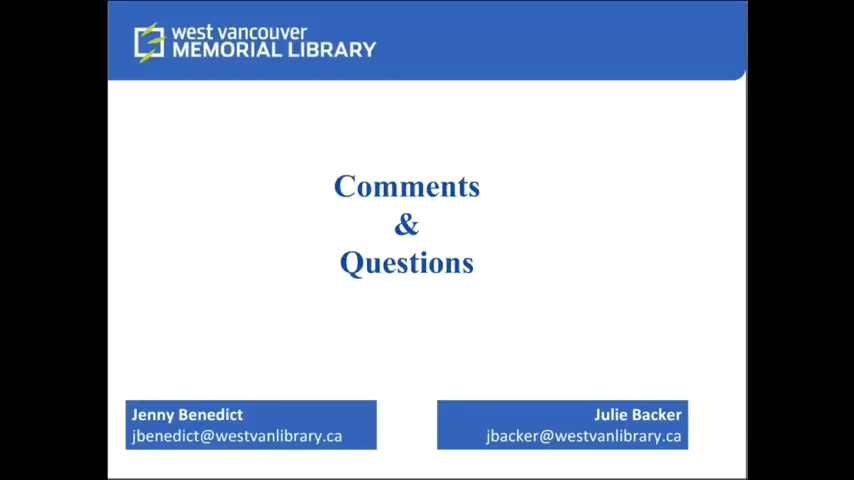 west vancouver
MEMORIAL LIBRARY
Comments
&
Questions
Jenny Benedict
jbenedict@westvanlibrary.ca
Julie Backer
jbacker@westvanlibrary.ca